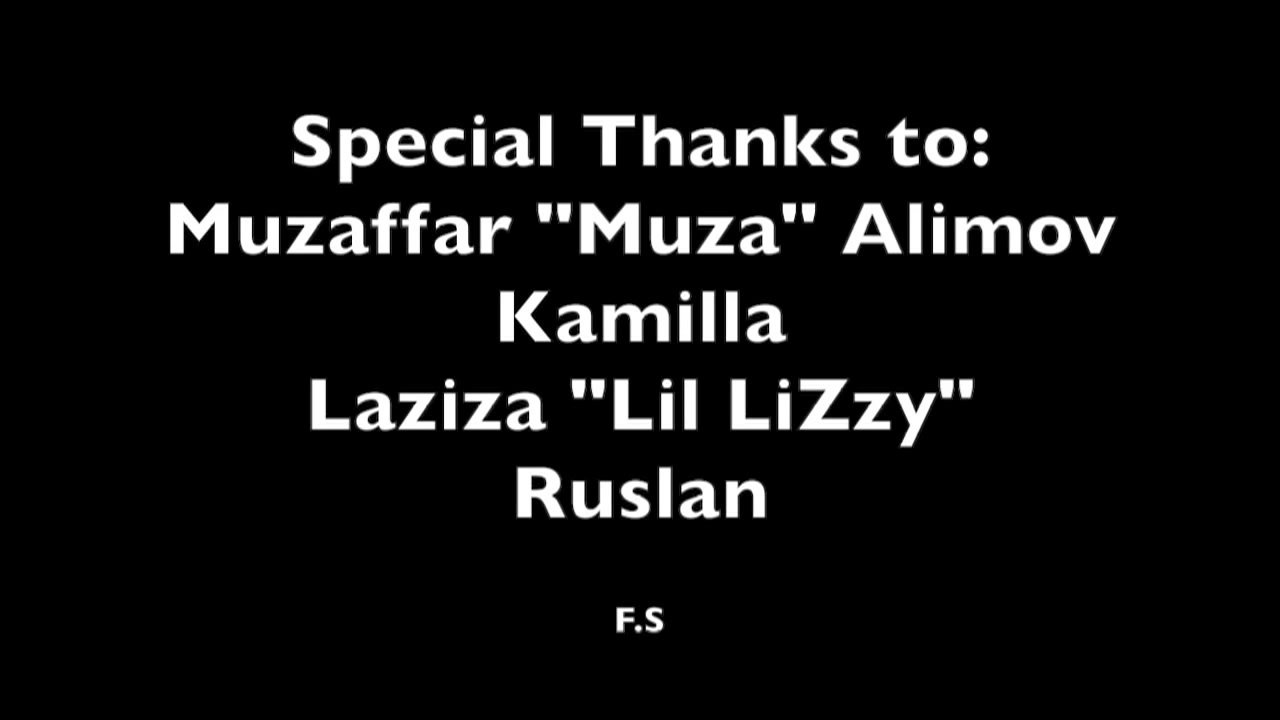 Special Thanks to:
Muzaffar "Muza" Alimov
Kamilla
Laziza "Lil LiZzy"
Ruslan
F.S